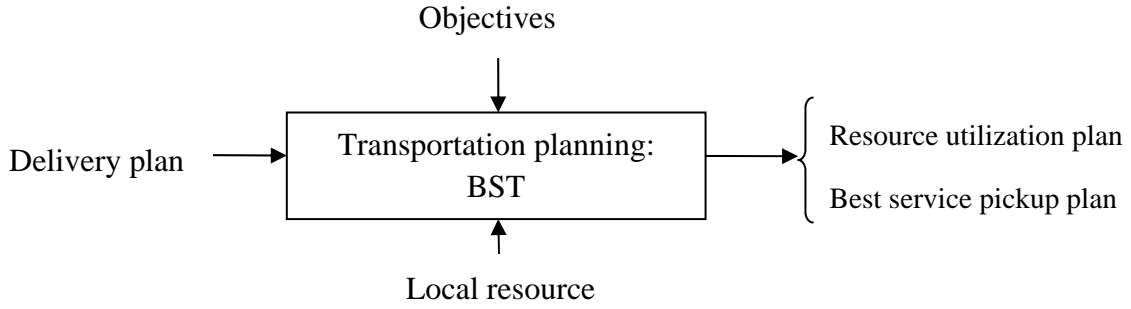 Objectives
Delivery plan
Transportation planning:
BST
Resource utilization plan
Best service pickup plan
Local resource